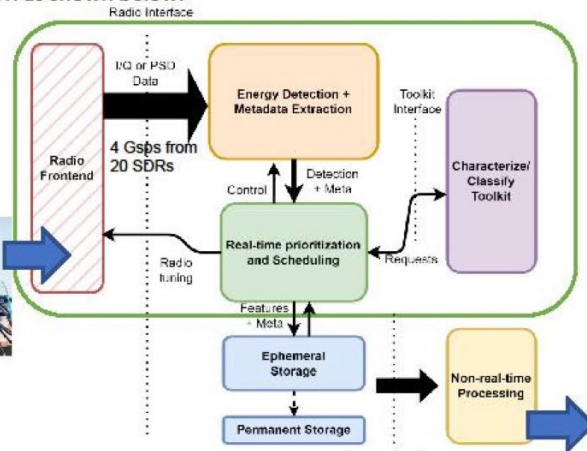 Radio Interface
I/Q or PSD
Data
4 Gsps from
20 SDRs
Radio
Frontend
Energy Detection +
Metadata Extraction
Toolkit
Interface
Characterize/
Classify
Toolkit
Control
Detection
+ Meta
Real-time prioritization
and Scheduling
Radio
tuning
Requests
Features
+ Meta
Ephemeral
Storage
Non-real-time
Processing
Permanent Storage